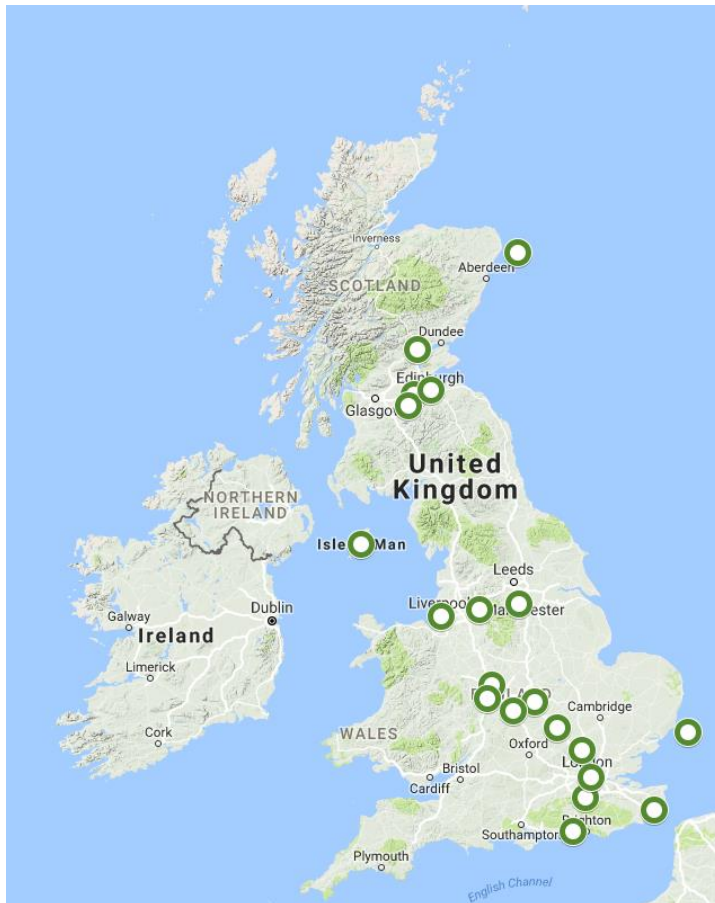 Inverness
Aberdeen
SCOTLAND
Dundee
Edinburgh
Glasgo
United
Kingdom
NORTHERN
IRELAND
Isle
Man
Leeds
Liverpool
Manchester
Dublin
Galway
Ireland
Limerick
Cork
Cambridge
WALES
Oxford
London
Bristol
Cardiff
Brighton
Southampton
Plymouth
English Channel